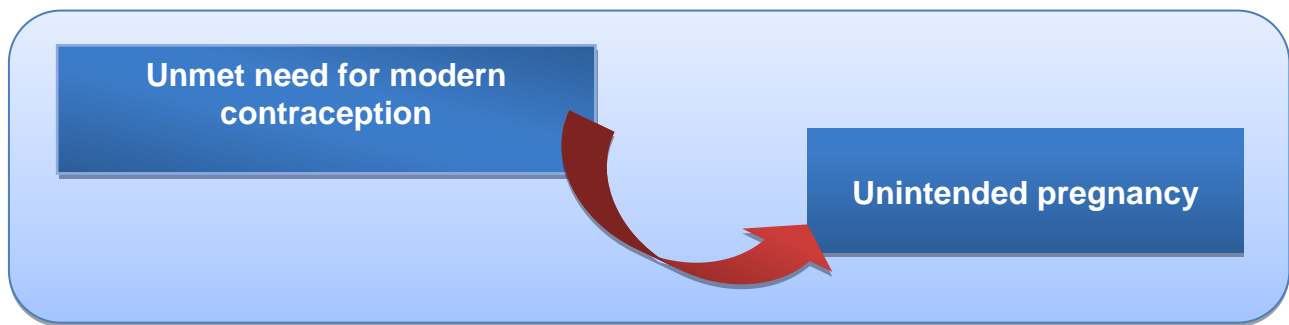 Unmet need for modern
contraception
Unintended pregnancy